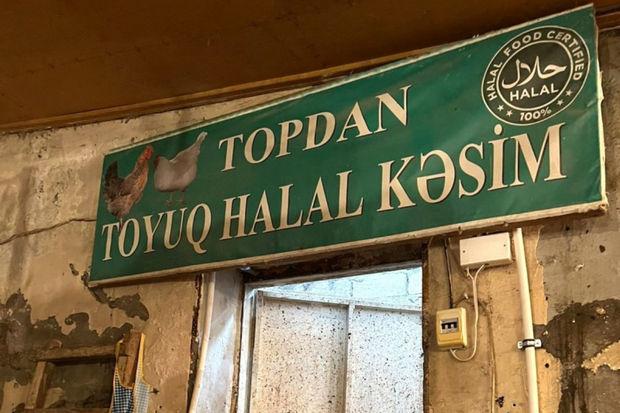 TOPDAN
TOYUQ HALAL KƏSİM
HALAL FOOD CERTIFIED
حلال
HALAL
100%